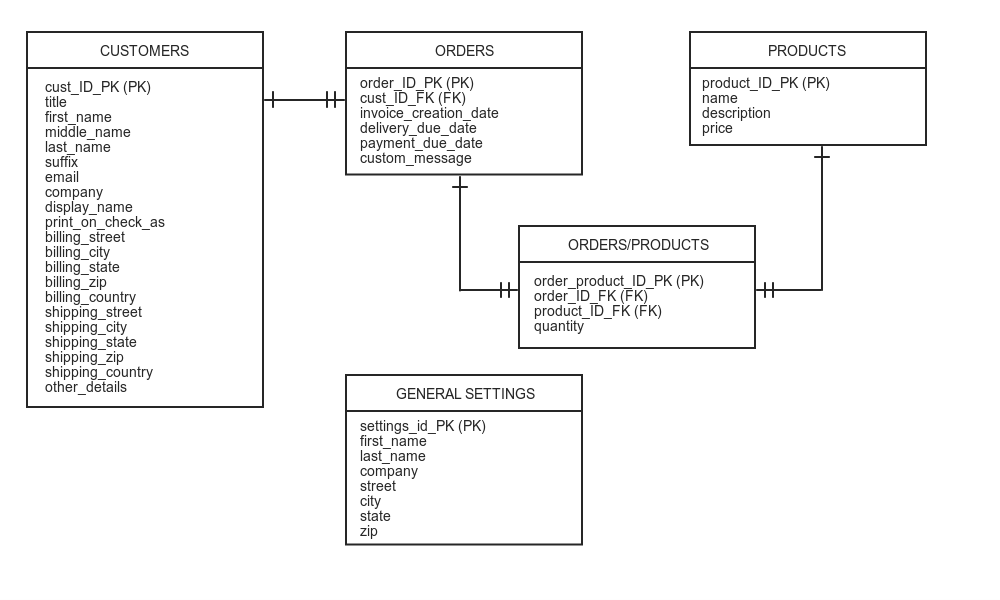 CUSTOMERS
cust_ID_PK (PK)
title
first_name
middle_name
last_name
suffix
email
company
display_name
print_on_check_as
billing_street
billing_city
billing_state
billing_zip
billing_country
shipping_street
shipping_city
shipping_state
shipping_zip
shipping_country
other_details
ORDERS
order_ID_PK (PK)
cust_ID_FK (FK)
invoice_creation_date
delivery_due_date
payment_due_date
custom_message
PRODUCTS
product_ID_PK (PK)
name
description
price
ORDERS/PRODUCTS
order_product_ID_PK (PK)
order_ID_FK (FK)
product_ID_FK (FK)
quantity
GENERAL SETTINGS
settings_id_PK (PK)
first_name
last_name
company
street
city
state
zip